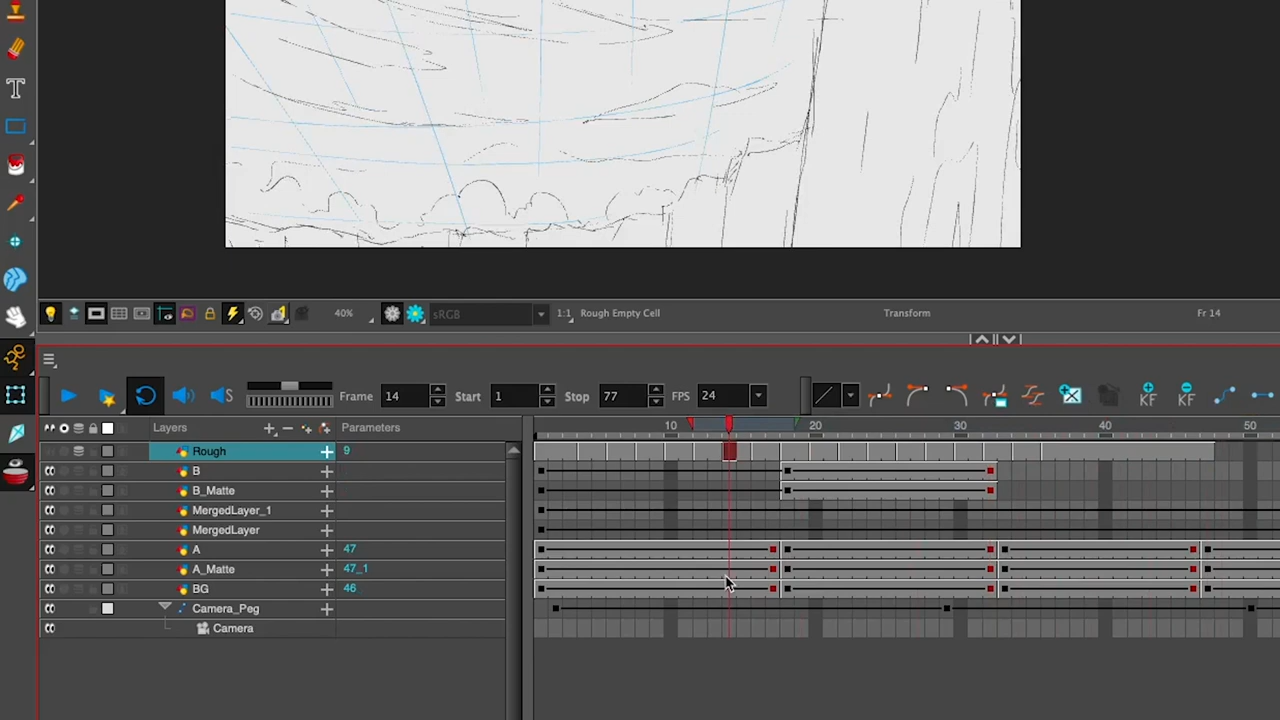 T
40%
sRGB
1:1
Rough Empty Cell
Transform
Fr 14
S
Frame 14
Start 1
Stop 77
FPS 24
KF
KF
Layers
Parameters
10
20
30
40
50
Rough
9
B
B_Matte
MergedLayer_1
MergedLayer
A
47
A_Matte
47_1
BG
46
Camera_Peg
Camera